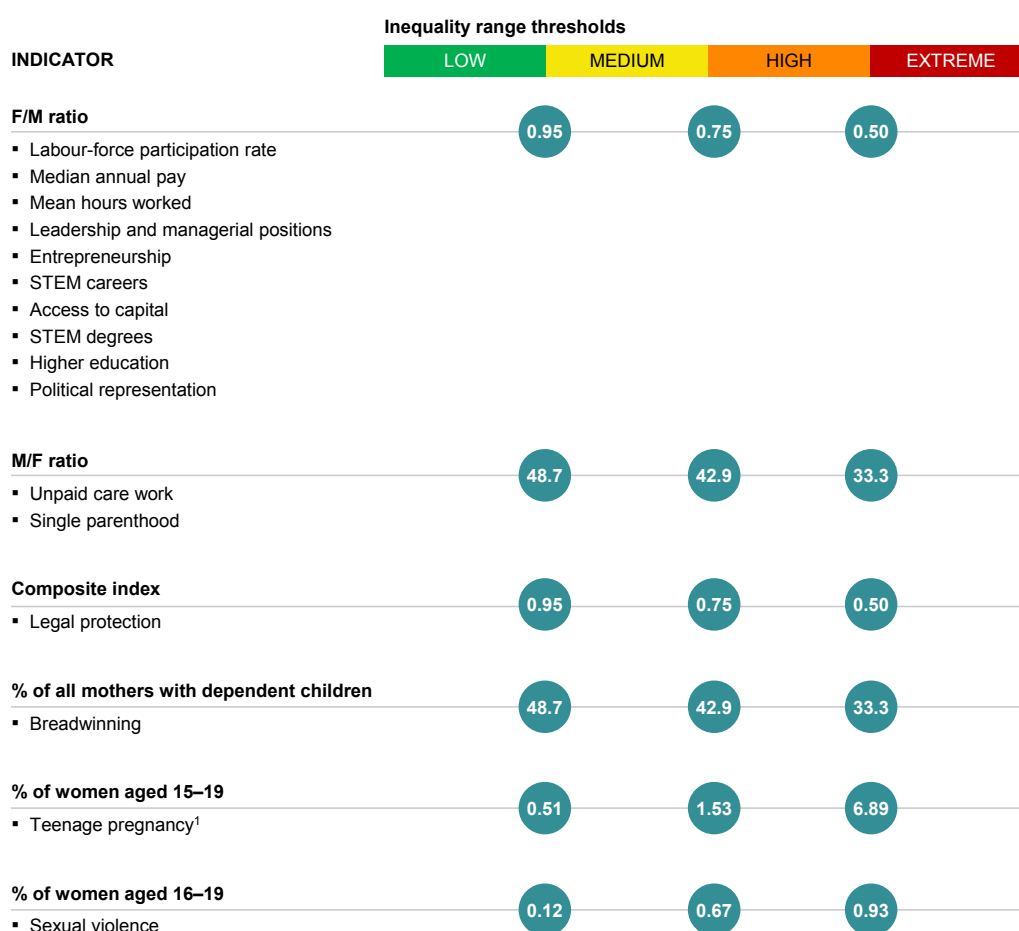 Inequality range thresholds
INDICATOR LOW MEDIUM HIGH EXTREME
F/M ratio 0.95 0.75 0.50
▪ Labour-force participation rate
▪ Median annual pay
▪ Mean hours worked
▪ Leadership and managerial positions
▪ Entrepreneurship
▪ STEM careers
▪ Access to capital
▪ STEM degrees
▪ Higher education
▪ Political representation
M/F ratio 48.7 42.9 33.3
▪ Unpaid care work
▪ Single parenthood
Composite index 0.95 0.75 0.50
▪ Legal protection
% of all mothers with dependent children 48.7 42.9 33.3
▪ Breadwinning
% of women aged 15–19 0.51 1.53 6.89
▪ Teenage pregnancy¹
% of women aged 16–19 0.12 0.67 0.93
▪ Sexual violence